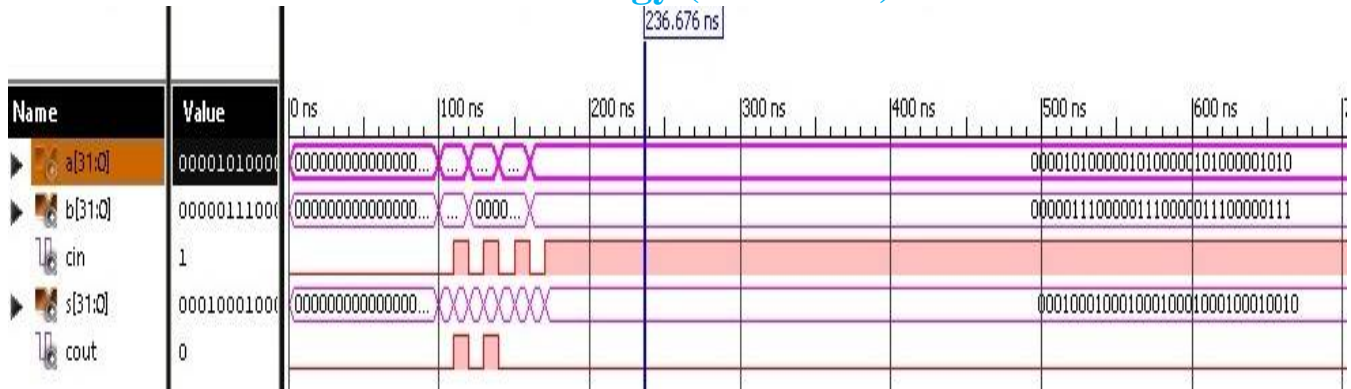 236.676 ns
Name Value 0 ns 100 ns 200 ns 300 ns 400 ns 500 ns 600 ns
a[31:0] 00001010000 000000000000000... ... ... ... 00001010000010100000101000001010
b[31:0] 00000111000 000000000000000... ... 0000... 00000111000001110000011100000111
cin 1
s[31:0] 00010001000 000000000000000... 00010001000100010001000100010010
cout 0